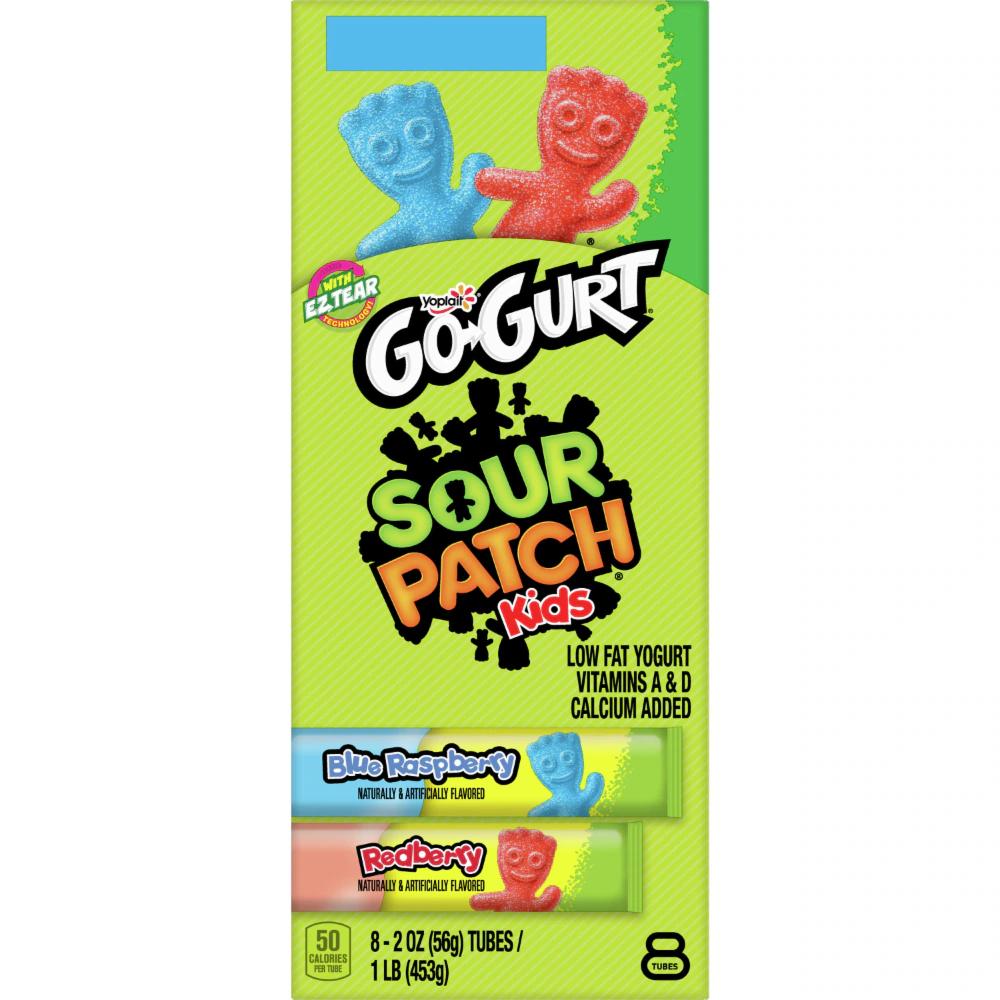 WITH
EZ TEAR
TECHNOLOGY!
Yoplait®
GO-GURT®
®
SOUR
PATCH
Kids®
LOW FAT YOGURT
VITAMINS A & D
CALCIUM ADDED
Blue Raspberry
NATURALLY & ARTIFICIALLY FLAVORED
Redberry
NATURALLY & ARTIFICIALLY FLAVORED
50
CALORIES
PER TUBE
8 - 2 OZ (56g) TUBES /
1 LB (453g)
8
TUBES